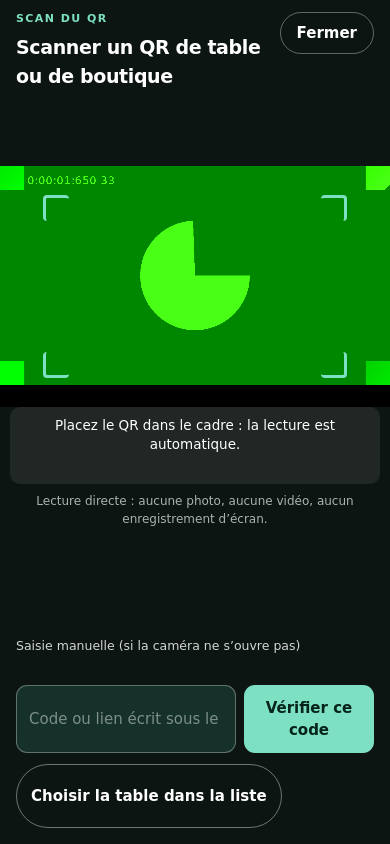 SCAN DU QR
Scanner un QR de table
ou de boutique
Fermer
0:00:01:650 33
Placez le QR dans le cadre : la lecture est
automatique.
Lecture directe : aucune photo, aucune vidéo, aucun
enregistrement d’écran.
Saisie manuelle (si la caméra ne s’ouvre pas)
Code ou lien écrit sous le
Vérifier ce
code
Choisir la table dans la liste